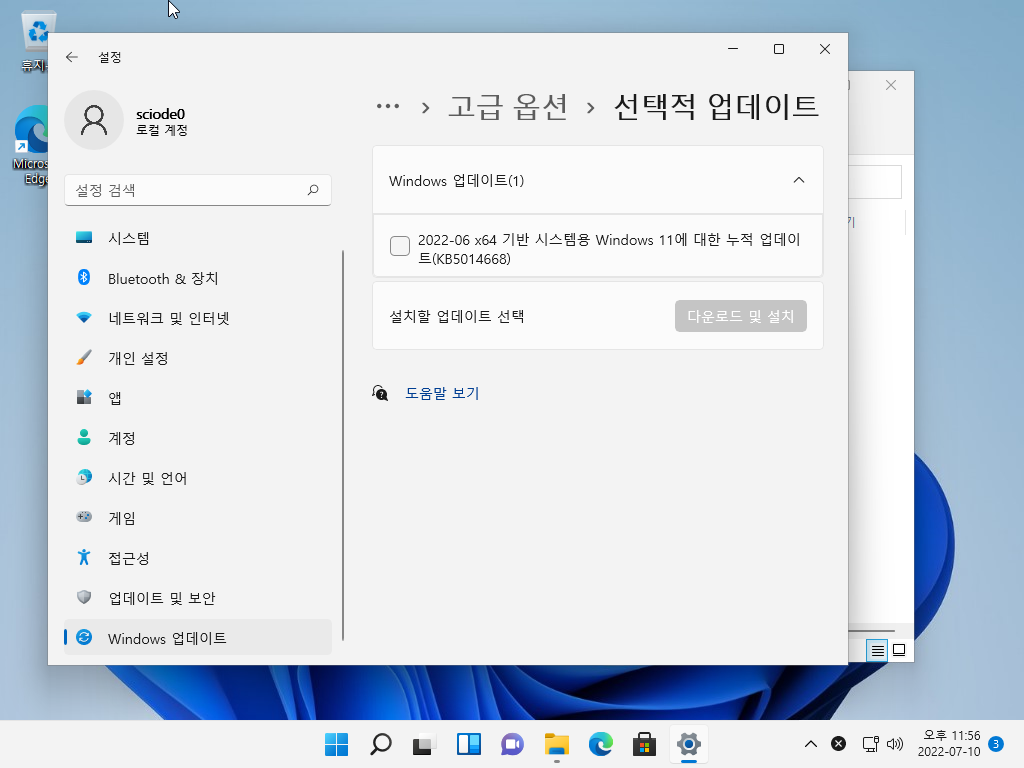 휴지
Micros
Edge
설정
sciode0
로컬 계정
설정 검색
시스템
Bluetooth & 장치
네트워크 및 인터넷
개인 설정
앱
계정
시간 및 언어
게임
접근성
업데이트 및 보안
Windows 업데이트
··· › 고급 옵션 › 선택적 업데이트
Windows 업데이트(1)
2022-06 x64 기반 시스템용 Windows 11에 대한 누적 업데이
트(KB5014668)
설치할 업데이트 선택
다운로드 및 설치
도움말 보기
기
오후 11:56
2022-07-10
3